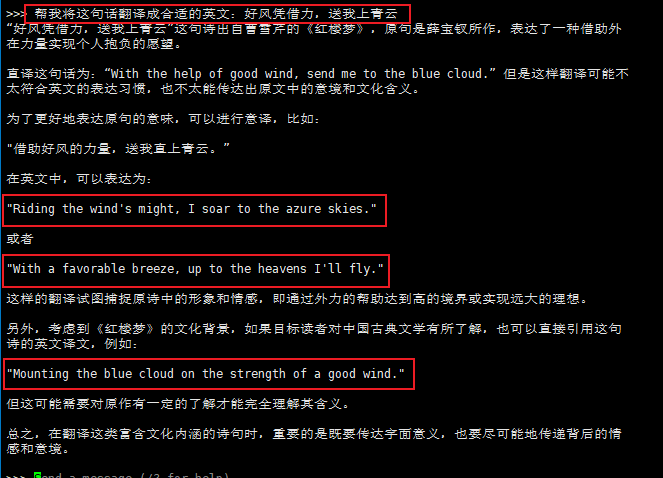 >>> 帮我将这句话翻译成合适的英文：好风凭借力，送我上青云
“好风凭借力，送我上青云”这句诗出自曹雪芹的《红楼梦》，原句是薛宝钗所作，表达了一种借助外
在力量实现个人抱负的愿望。
直译这句话为：“With the help of good wind, send me to the blue cloud.” 但是这样翻译可能不
太符合英文的表达习惯，也不太能传达出原文中的意境和文化含义。
为了更好地表达原句的意味，可以进行意译，比如：
"借助好风的力量，送我直上青云。”
在英文中，可以表达为：
"Riding the wind's might, I soar to the azure skies."
或者
"With a favorable breeze, up to the heavens I'll fly."
这样的翻译试图捕捉原诗中的形象和情感，即通过外力的帮助达到高的境界或实现远大的理想。
另外，考虑到《红楼梦》的文化背景，如果目标读者对中国古典文学有所了解，也可以直接引用这句
诗的英文译文，例如：
"Mounting the blue cloud on the strength of a good wind."
但这可能需要对原作有一定的了解才能完全理解其含义。
总之，在翻译这类富含文化内涵的诗句时，重要的是既要传达字面意义，也要尽可能地传递背后的情
感和意境。
>>> Send a message (/? for help)